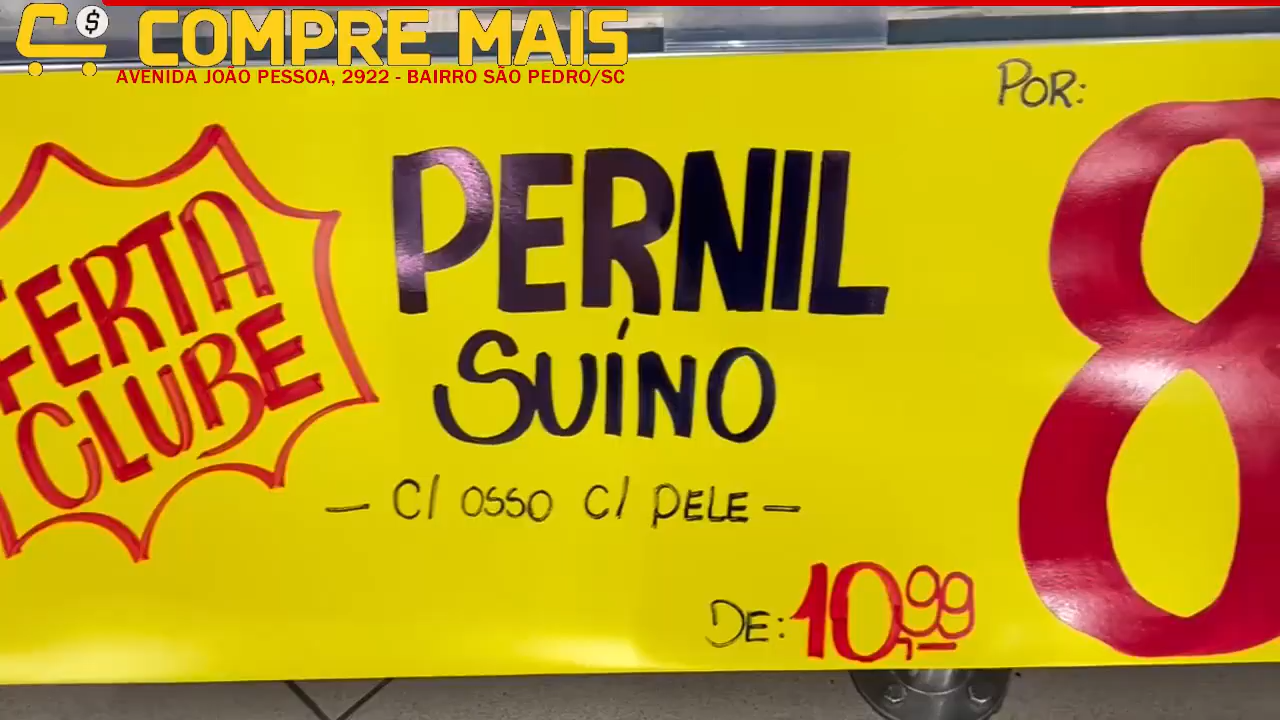 $
COMPRE MAIS
AVENIDA JOÃO PESSOA, 2922 - BAIRRO SÃO PEDRO/SC
FERTA
CLUBE
PERNIL
SUÍNO
- C/ OSSO C/ PELE -
DE: 10,99
POR:
8